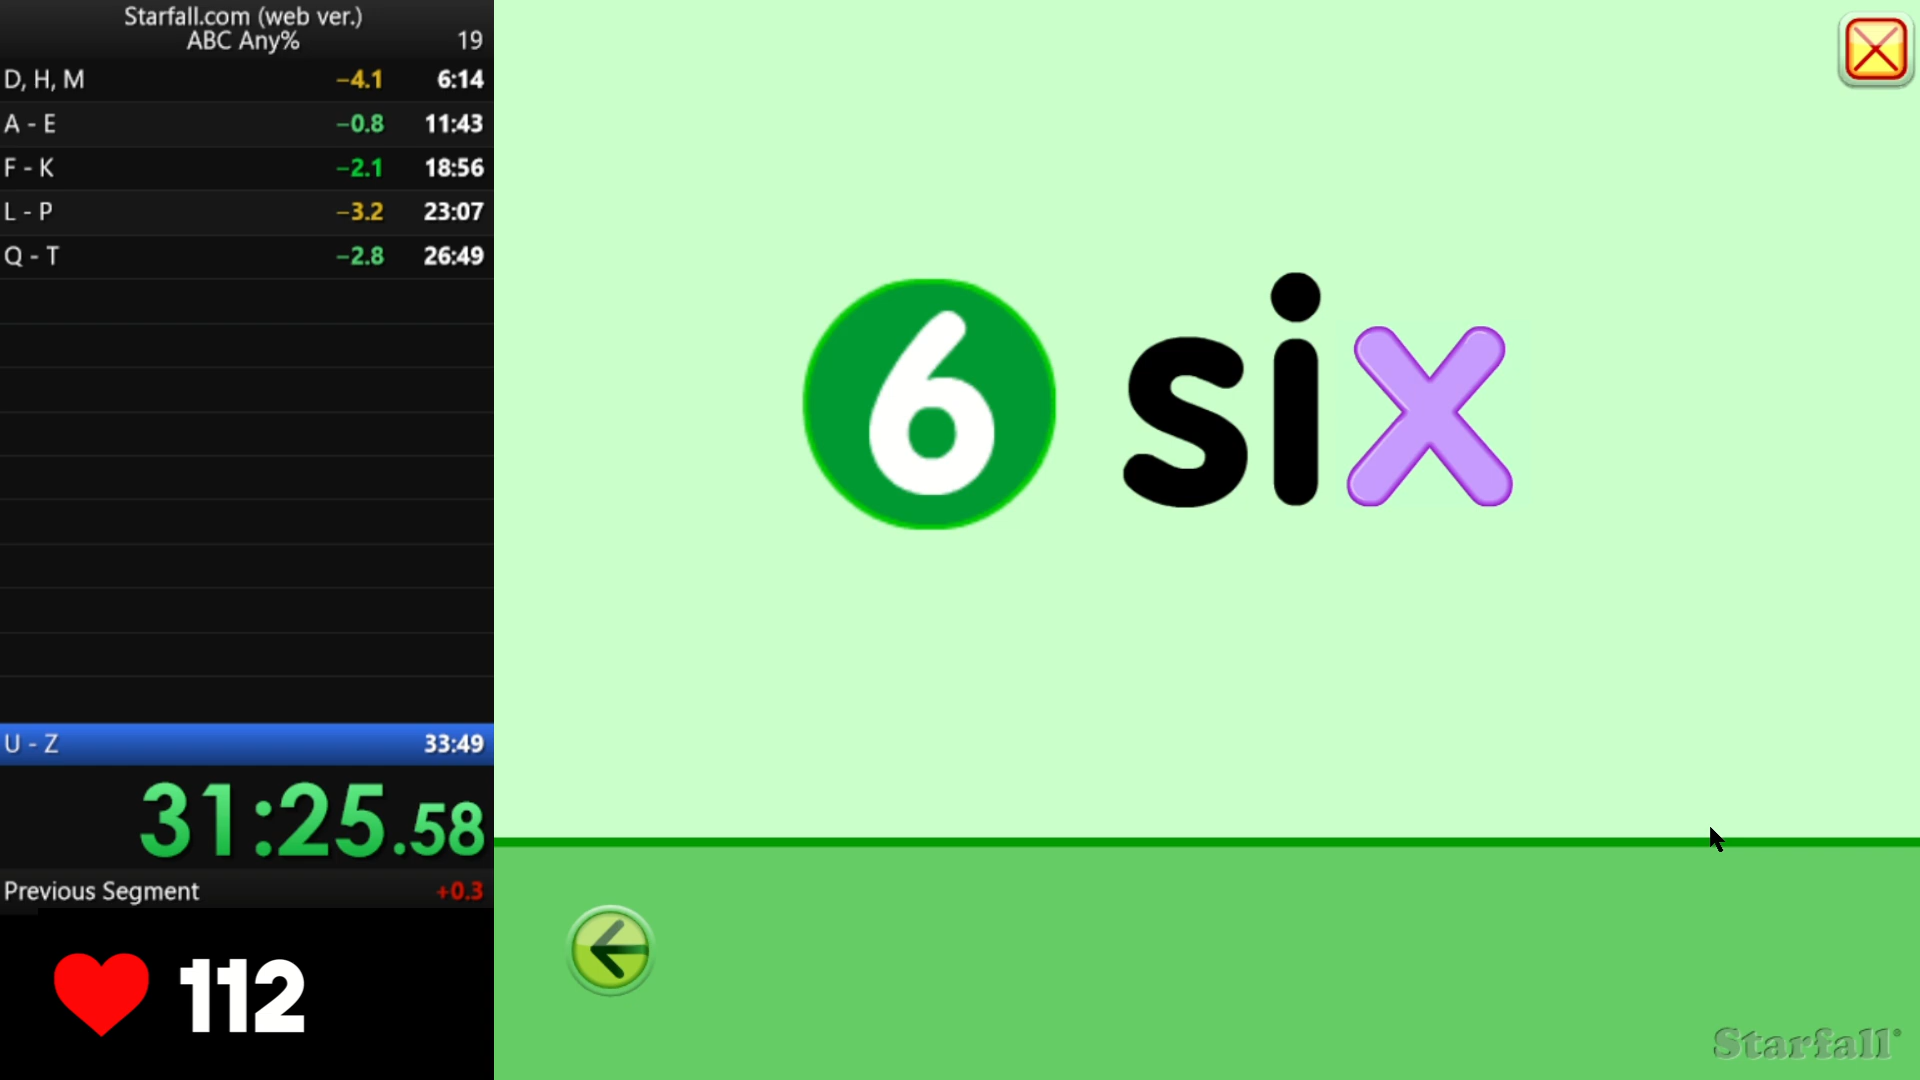 Starfall.com (web ver.)
ABC Any% 19
D, H, M −4.1 6:14
A - E −0.8 11:43
F - K −2.1 18:56
L - P −3.2 23:07
Q - T −2.8 26:49
U - Z 33:49
31:25.58
Previous Segment +0.3
112
6 six
Starfall®